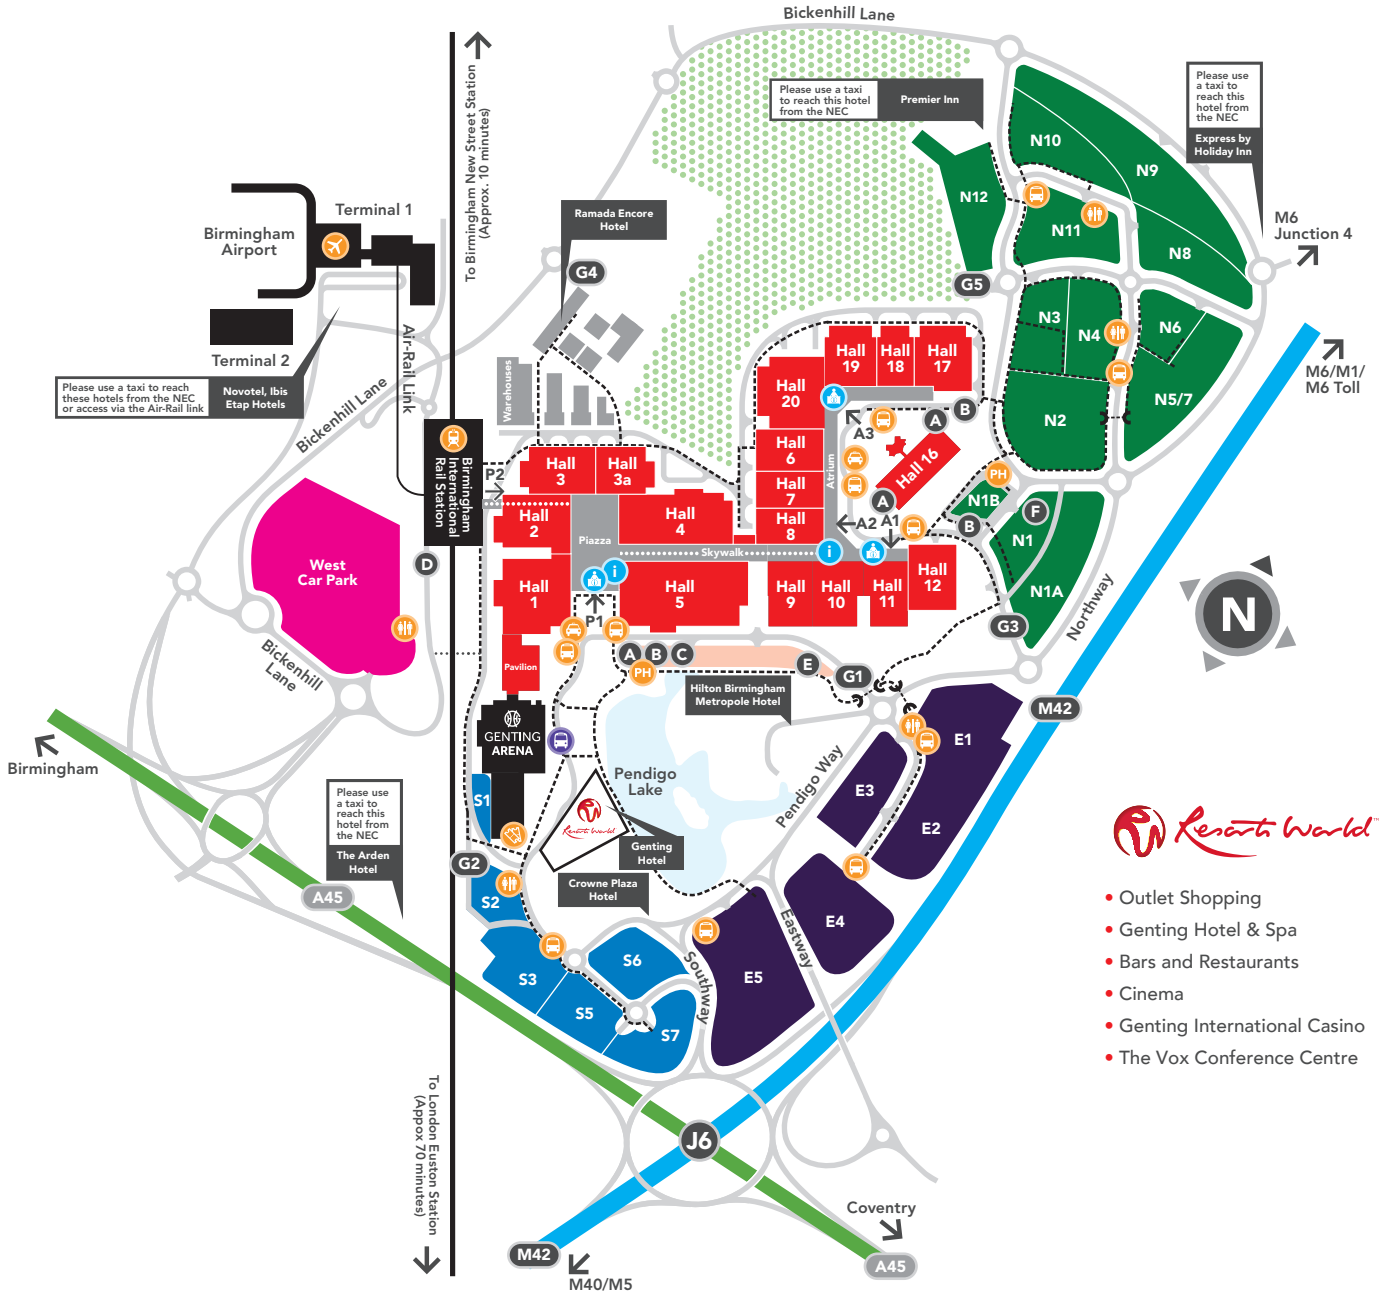 Bickenhill Lane
To Birmingham New Street Station
(Approx. 10 minutes)
Please use a taxi
to reach this hotel
from the NEC
Premier Inn
Please use
a taxi to
reach this
hotel from
the NEC
Express by
Holiday Inn
N10
N9
N12
N11
N8
M6
Junction 4
Terminal 1
Birmingham
Airport
Terminal 2
Air-Rail Link
Ramada Encore
Hotel
G4
G5
N3
N4
N6
N5/7
N2
M6/M1/
M6 Toll
Please use a taxi to reach
these hotels from the NEC
or access via the Air-Rail link
Novotel, Ibis
Etap Hotels
Bickenhill Lane
Warehouses
Hall
19
Hall
18
Hall
17
Hall
20
A3
A
B
Hall
6
Hall
7
Hall
8
Atrium
Hall 16
A
A2
A1
PH
N1B
B
F
N1
N1A
G3
Northway
Birmingham
International
Rail Station
P2
Hall
3
Hall
3a
Hall
2
Piazza
Hall
4
Skywalk
i
i
Hall
1
P1
Hall
5
Hall
9
Hall
10
Hall
11
Hall
12
West
Car Park
D
Bickenhill
Lane
Pavilion
A
B
C
PH
E
G1
Hilton Birmingham
Metropole Hotel
GENTING
ARENA
Pendigo
Lake
Pendigo Way
E1
E3
E2
E4
E5
M42
N
Birmingham
Please use
a taxi to
reach this
hotel from
the NEC
The Arden
Hotel
A45
S1
G2
S2
Resorts World
Genting
Hotel
Crowne Plaza
Hotel
S3
S5
S6
S7
Southway
Eastway
Resorts World™
• Outlet Shopping
• Genting Hotel & Spa
• Bars and Restaurants
• Cinema
• Genting International Casino
• The Vox Conference Centre
To London Euston Station
(Appox 70 minutes)
J6
Coventry
A45
M42
M40/M5